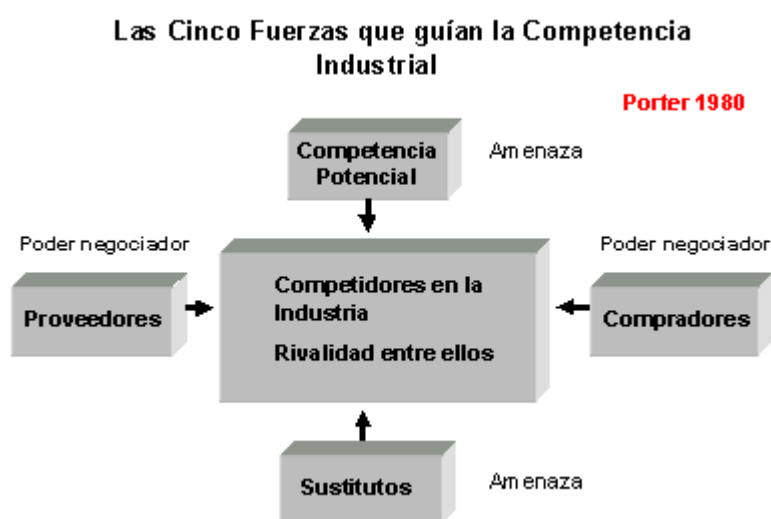 Las Cinco Fuerzas que guían la Competencia
Industrial
Porter 1980
Competencia
Potencial
Amenaza
Poder negociador
Poder negociador
Proveedores
Competidores en la
Industria
Rivalidad entre ellos
Compradores
Sustitutos
Amenaza